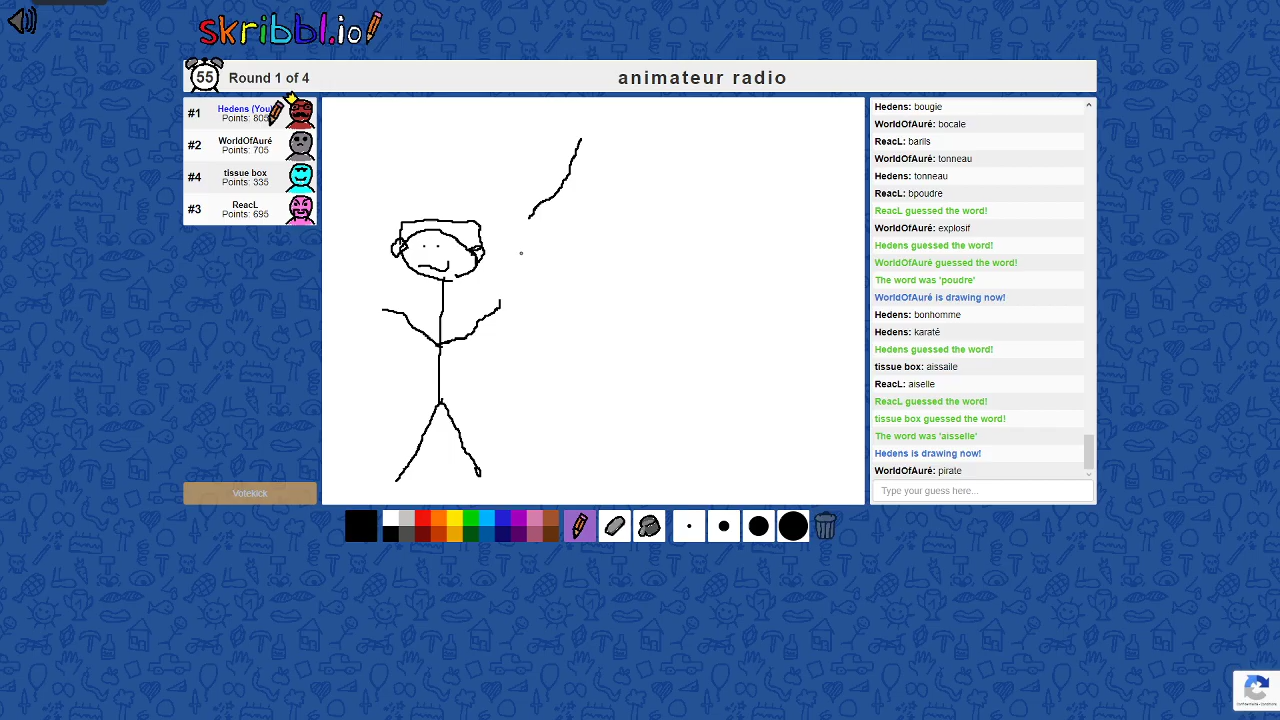 skribbl.io
55
Round 1 of 4
animateur radio
#1
Hedens (You)
Points: 805
#2
WorldOfAuré
Points: 705
#4
tissue box
Points: 335
#3
ReacL
Points: 695
Votekick
Hedens: bougie
WorldOfAuré: bocale
ReacL: barils
WorldOfAuré: tonneau
Hedens: tonneau
ReacL: bpoudre
ReacL guessed the word!
WorldOfAuré: explosif
Hedens guessed the word!
WorldOfAuré guessed the word!
The word was 'poudre'
WorldOfAuré is drawing now!
Hedens: bonhomme
Hedens: karaté
Hedens guessed the word!
tissue box: aissaile
ReacL: aiselle
ReacL guessed the word!
tissue box guessed the word!
The word was 'aisselle'
Hedens is drawing now!
WorldOfAuré: pirate
Type your guess here...